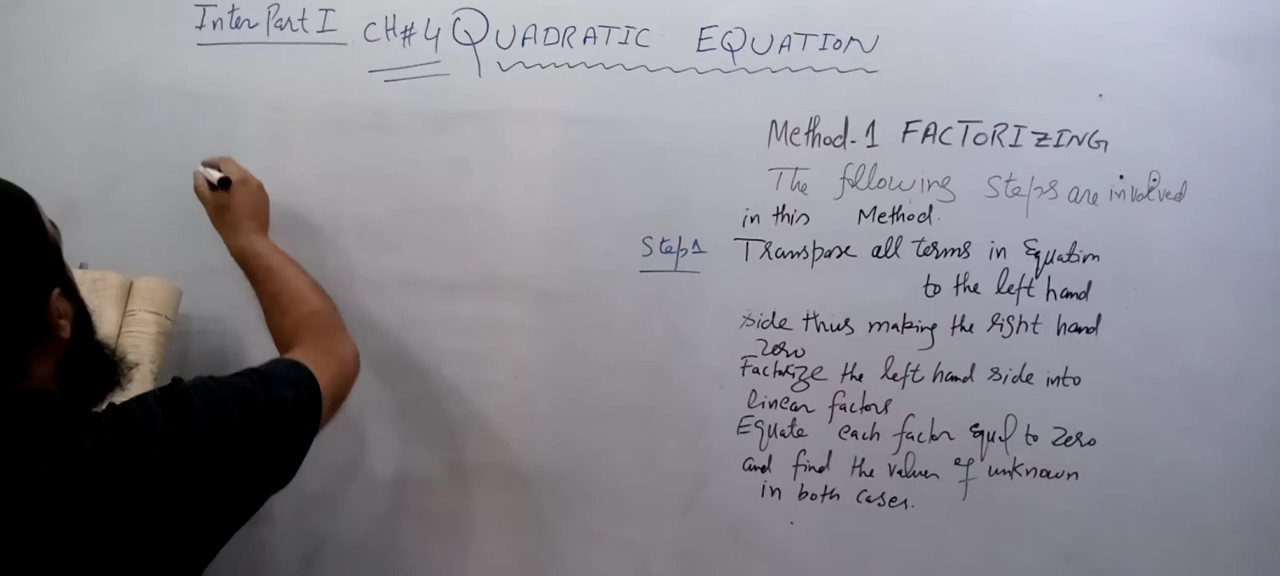 Inter Part I CH#4 QUADRATIC EQUATION
Method-1 FACTORIZING
The following Steps are involved
in this Method.
Step1 Transpose all terms in Equation
to the left hand
side thus making the right hand
Zero
Factorize the left hand side into
linear factors
Equate each factor equl to zero
and find the values of unknown
in both cases.